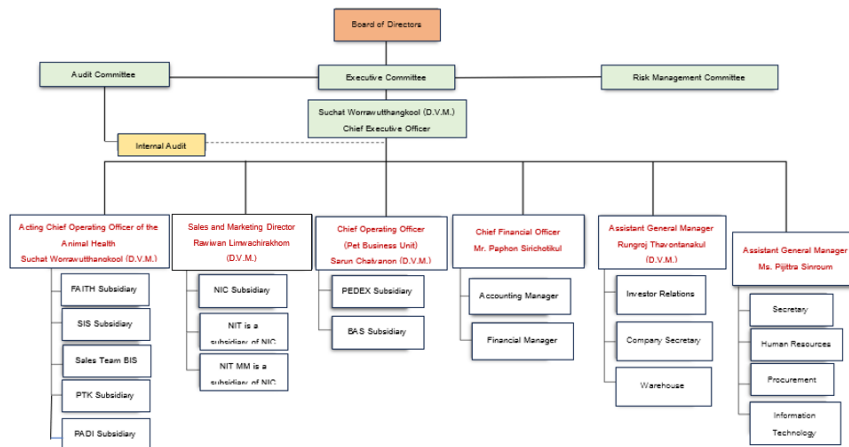 Board of Directors
Audit Committee
Executive Committee
Risk Management Committee
Suchat Worrawutthangkool (D.V.M.)
Chief Executive Officer
Internal Audit
Acting Chief Operating Officer of the
Animal Health
Suchat Worrawutthangkool (D.V.M.)
Sales and Marketing Director
Rawiwan Limwachirakhom
(D.V.M.)
Chief Operating Officer
(Pet Business Unit)
Sarun Chatvanon (D.V.M.)
Chief Financial Officer
Mr. Paphon Sirichotikul
Assistant General Manager
Rungroj Thavontanakul
(D.V.M.)
Assistant General Manager
Ms. Pijittra Sinroum
FAITH Subsidiary
SIS Subsidiary
Sales Team BIS
PTK Subsidiary
PADI Subsidiary
NIC Subsidiary
NIT is a
subsidiary of NIC
NIT MM is a
subsidiary of NIC
PEDEX Subsidiary
BAS Subsidiary
Accounting Manager
Financial Manager
Investor Relations
Company Secretary
Warehouse
Secretary
Human Resources
Procurement
Information
Technology